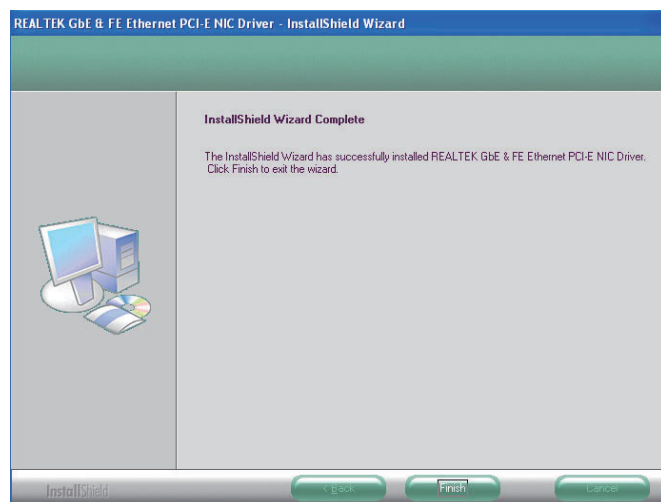 REALTEK GbE & FE Ethernet PCI-E NIC Driver - InstallShield Wizard
InstallShield Wizard Complete
The InstallShield Wizard has successfully installed REALTEK GbE & FE Ethernet PCI-E NIC Driver.
Click Finish to exit the wizard.
InstallShield
< Back
Finish
Cancel